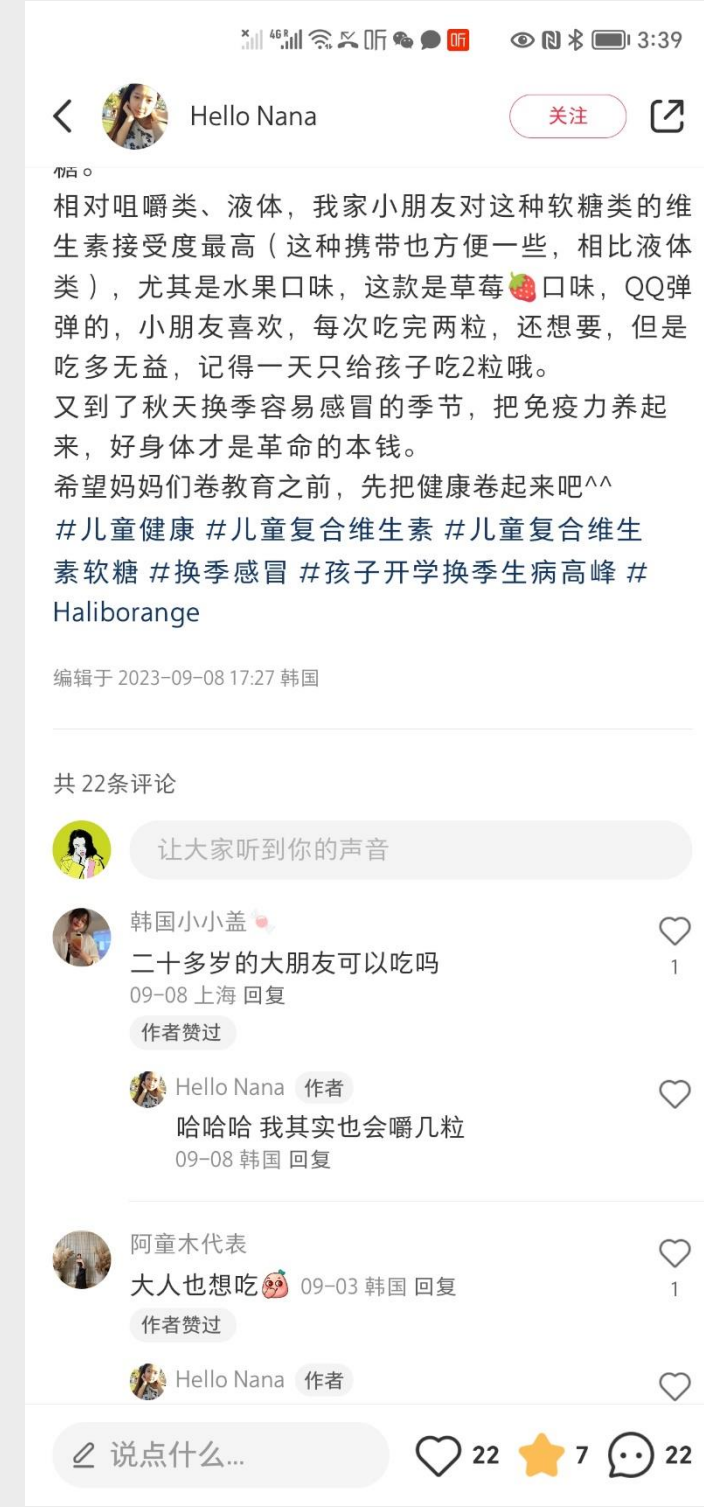 46R 听 听 3:39
Hello Nana 关注
糖。
相对咀嚼类、液体，我家小朋友对这种软糖类的维
生素接受度最高（这种携带也方便一些，相比液体
类），尤其是水果口味，这款是草莓🍓口味，QQ弹
弹的，小朋友喜欢，每次吃完两粒，还想要，但是
吃多无益，记得一天只给孩子吃2粒哦。
又到了秋天换季容易感冒的季节，把免疫力养起
来，好身体才是革命的本钱。
希望妈妈们卷教育之前，先把健康卷起来吧^^
#儿童健康 #儿童复合维生素 #儿童复合维生
素软糖 #换季感冒 #孩子开学换季生病高峰 #
Haliborange
编辑于 2023-09-08 17:27 韩国
共 22条评论
让大家听到你的声音
韩国小小盖🍬
二十多岁的大朋友可以吃吗
1
09-08 上海 回复
作者赞过
Hello Nana 作者
哈哈哈 我其实也会嚼几粒
09-08 韩国 回复
阿童木代表
大人也想吃 09-03 韩国 回复
1
作者赞过
Hello Nana 作者
说点什么... 22 7 22